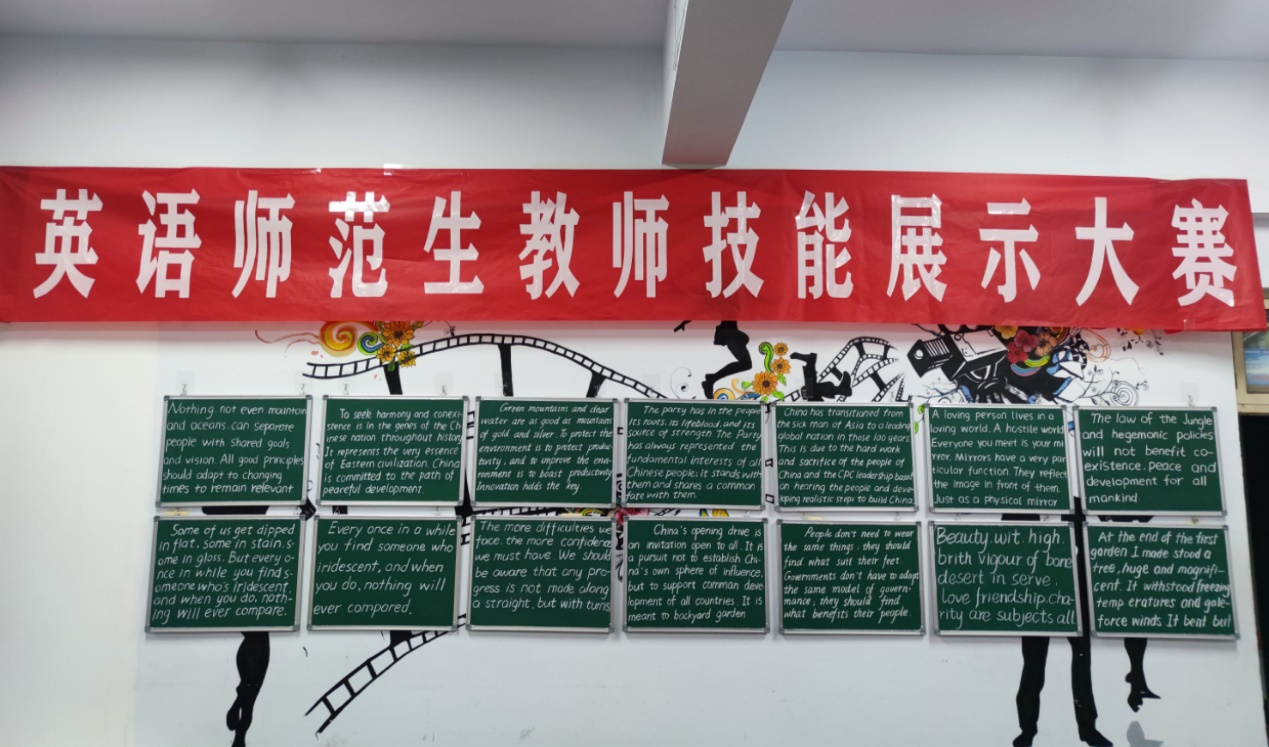 英语师范生教师技能展示大赛
Nothing not even mountain
and oceans. can separate
people with shared goals
and vision. All good principles
should adapt to changing
times to remain relevant
To seek harmony and conexi-
stence is in the genes of the Ch-
inese nation throughout history
It represents the very essence
of Eastern civilization. China
is committed to the path of
peaceful development.
Green mountains and clear
water are as good as mountains
of gold and silver. To protect the
environment is to protect produc-
tivity, and to improve the envi-
ronment is to boast productivity
Innovation holds the key.
The party has in the people
its roots, its lifeblood, and its
source of strength. The Party
has always represented the
fundamental interests of all
Chinese people; it stands with
them and shares a common
fate with them.
China has transitioned from
the sick man of Asia to a leading
global nation in those 100 years
This is due to the hard work
and sacrifice of the people of
China and the CPC leadership based
on hearing the people and deve-
loping realistic steps to build China
A loving person lives in a
loving world. A hostile world
Everyone you meet is your mi
rror. Mirrors have a very par
ticular function. They reflect
the image in front of them.
Just as a physical mirror
The law of the Jungle
and hegemonic policies
will not benefit co-
existence. peace and
development for all
mankind.
Some of us get dipped
in flat. some in stain. s-
ome in gloss. But every o-
nce in while you find s-
omeone who's iridescent.
and when you do, noth-
ing will ever compare.
Every once in a while
you find someone who
iridescent, and when
you do, nothing will
ever compared.
The more difficulties we
face. the more confidence
we must have. We should
be aware that any pro-
gress is not made along
a straight, but with turns
China's opening drive is
an invitation open to all. It is
a pursuit not to establish Chi-
na's own sphere of influence,
but to support common deve
lopment of all countries. It is
meant to backyard garden
People don't need to wear
the same things. they should
find what suit their feet.
Governments don't have to adopt
the same model of govern-
mance, they should find
what benefits their people.
Beauty wit. high.
brith vigour of bone
desert in serve.
love friendship. cha-
rity are subjects all
At the end of the first
garden I made stood a
tree, huge and magnifi-
cent. It withstood freezing
temp eratures and gale-
force winds It bent but